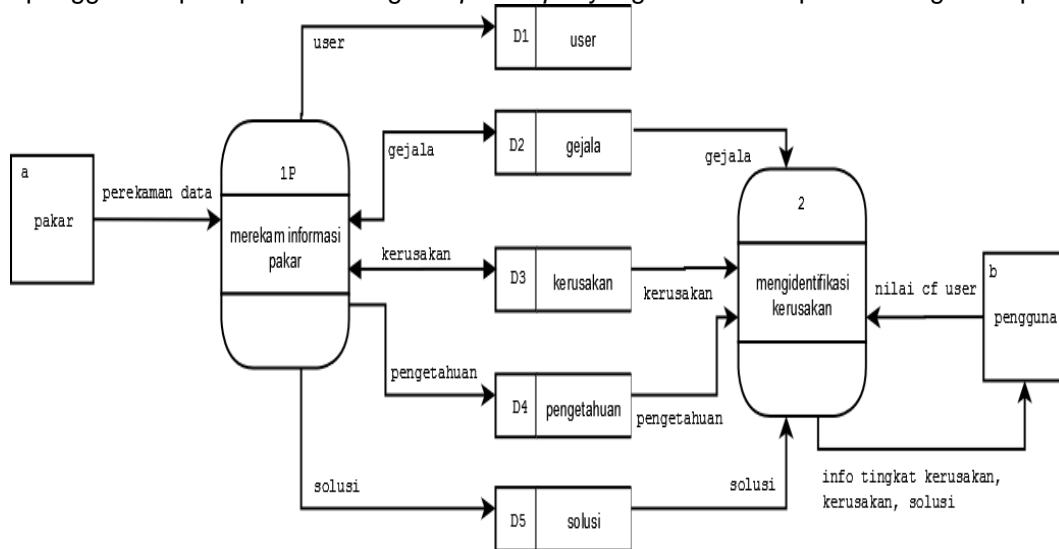 user
D1
user
D2
gejala
gejala
gejala
a
pakar
perekaman data
1P
merekam informasi
pakar
kerusakan
D3
kerusakan
kerusakan
2
mengidentifikasi
kerusakan
nilai cf user
b
pengguna
pengetahuan
D4
pengetahuan
pengetahuan
solusi
D5
solusi
solusi
info tingkat kerusakan,
kerusakan, solusi